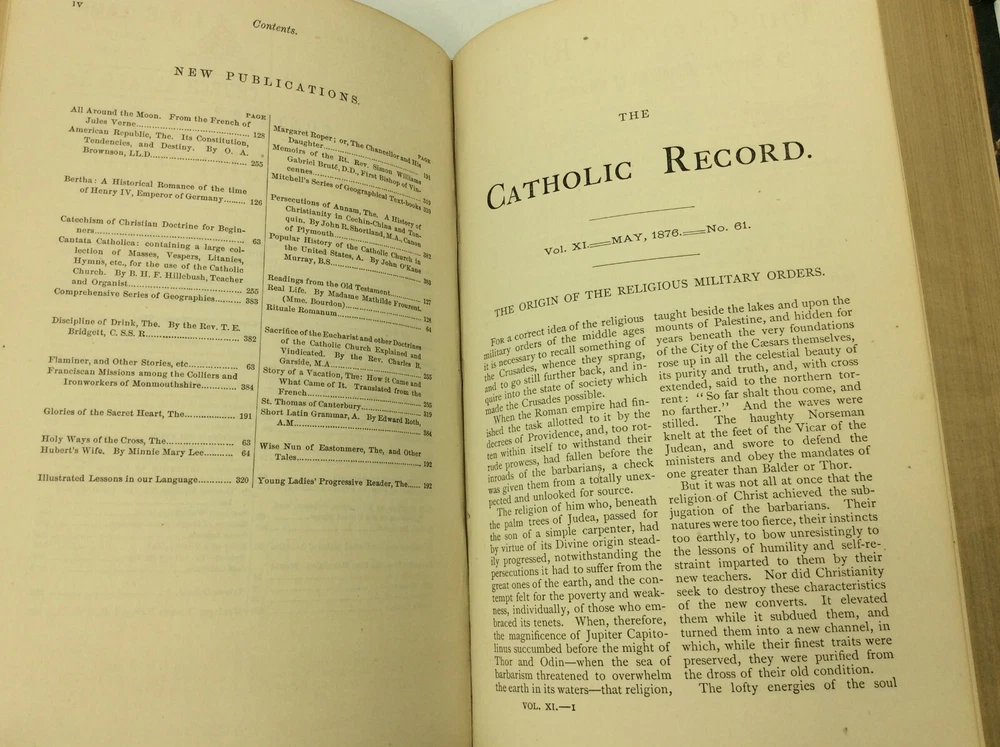 IV
Contents.
NEW PUBLICATIONS.
PAGE
All Around the Moon. From the French of
Jules Verne.................... 128
American Republic, The. Its Constitution,
Tendencies, and Destiny. By O. A.
Brownson, LL.D.................... 255
Bertha: A Historical Romance of the time
of Henry IV, Emperor of Germany........ 126
Catechism of Christian Doctrine for Begin-
ners.................... 63
Cantata Catholica: containing a large col-
lection of Masses, Vespers, Litanies,
Hymns, etc., for the use of the Catholic
Church. By B. H. F. Hillebush, Teacher
and Organist.................... 255
Comprehensive Series of Geographies......... 383
Discipline of Drink, The. By the Rev. T. E.
Bridgett, C. SS. R.................... 382
Flaminer, and Other Stories, etc.................... 63
Franciscan Missions among the Colliers and
Ironworkers of Monmouthshire............ 384
Glories of the Sacred Heart, The.................. 191
Holy Ways of the Cross, The.................... 63
Hubert's Wife. By Minnie Mary Lee.......... 64
Illustrated Lessons in our Language............ 320
PAGE
Margaret Roper; or, The Chancellor and His
Daughter.................... 191
Memoirs of the Rt. Rev. Simon Williams
Gabriel Bruté, D.D., First Bishop of Vin-
cennes....................
Mitchell's Series of Geographical Text-books
Persecutions of Annam, The. A History of
Christianity in Cochin-China and Ton-
quin. By John R. Shortland, M.A., Canon
of Plymouth.................... 382
Popular History of the Catholic Church in
the United States, A. By John O'Kane
Murray, B.S.................... 383
Readings from the Old Testament............ 127
Real Life. By Madame Mathilde Froment.
(Mme. Bourdon).................... 128
Rituale Romanum.................... 64
Sacrifice of the Eucharist and other Doctrines
of the Catholic Church Explained and
Vindicated. By the Rev. Charles B.
Garside, M.A.................... 255
Story of a Vacation, The: How it Came and
What Came of It. Translated from the
French.................... 255
St. Thomas of Canterbury.................... 319
Short Latin Grammar, A. By Edward Roth,
A.M.................... 384
Wise Nun of Eastonmere, The, and Other
Tales.................... 192
Young Ladies' Progressive Reader, The...... 192
THE
CATHOLIC RECORD.
Vol. XI.—MAY, 1876.—No. 61.
THE ORIGIN OF THE RELIGIOUS MILITARY ORDERS.
FOR a correct idea of the religious
military orders of the middle ages
it is necessary to recall something of
the Crusades, whence they sprang,
and to go still further back, and in-
quire into the state of society which
made the Crusades possible.
When the Roman empire had fin-
ished the task allotted to it by the
decrees of Providence, and, too rot-
ten within itself to withstand their
rude prowess, had fallen before the
inroads of the barbarians, a check
was given them from a totally unex-
pected and unlooked for source.
The religion of him who, beneath
the palm trees of Judea, passed for
the son of a simple carpenter, had
by virtue of its Divine origin stead-
ily progressed, notwithstanding the
persecutions it had to suffer from the
great ones of the earth, and the con-
tempt felt for the poverty and weak-
ness, individually, of those who em-
braced its tenets. When, therefore,
the magnificence of Jupiter Capito-
linus succumbed before the might of
Thor and Odin—when the sea of
barbarism threatened to overwhelm
the earth in its waters—that religion,
taught beside the lakes and upon the
mounts of Palestine, and hidden for
years beneath the very foundations
of the City of the Cæsars themselves,
rose up in all the celestial beauty of
its purity and truth, and, with cross
extended, said to the northern tor-
rent: "So far shalt thou come, and
no farther." And the waves were
stilled. The haughty Norseman
knelt at the feet of the Vicar of the
Judean, and swore to defend the
ministers and obey the mandates of
one greater than Balder or Thor.
But it was not all at once that the
religion of Christ achieved the sub-
jugation of the barbarians. Their
natures were too fierce, their instincts
too earthly, to bow unresistingly to
the lessons of humility and self-re-
straint imparted to them by their
new teachers. Nor did Christianity
seek to destroy these characteristics
of the new converts. It elevated
them while it subdued them, and
turned them into a new channel, in
which, while their finest traits were
preserved, they were purified from
the dross of their old condition.
The lofty energies of the soul
VOL. XI.—I